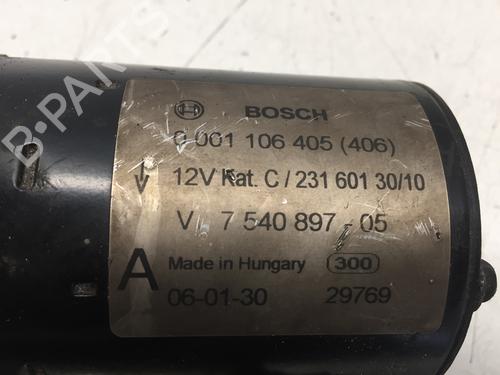 BOSCH
0 001 106 405 (406)
12V Kat. C / 231 601 30/10
V 7 540 897 - 05
A Made in Hungary 300
06-01-30 29769
B-PARTS